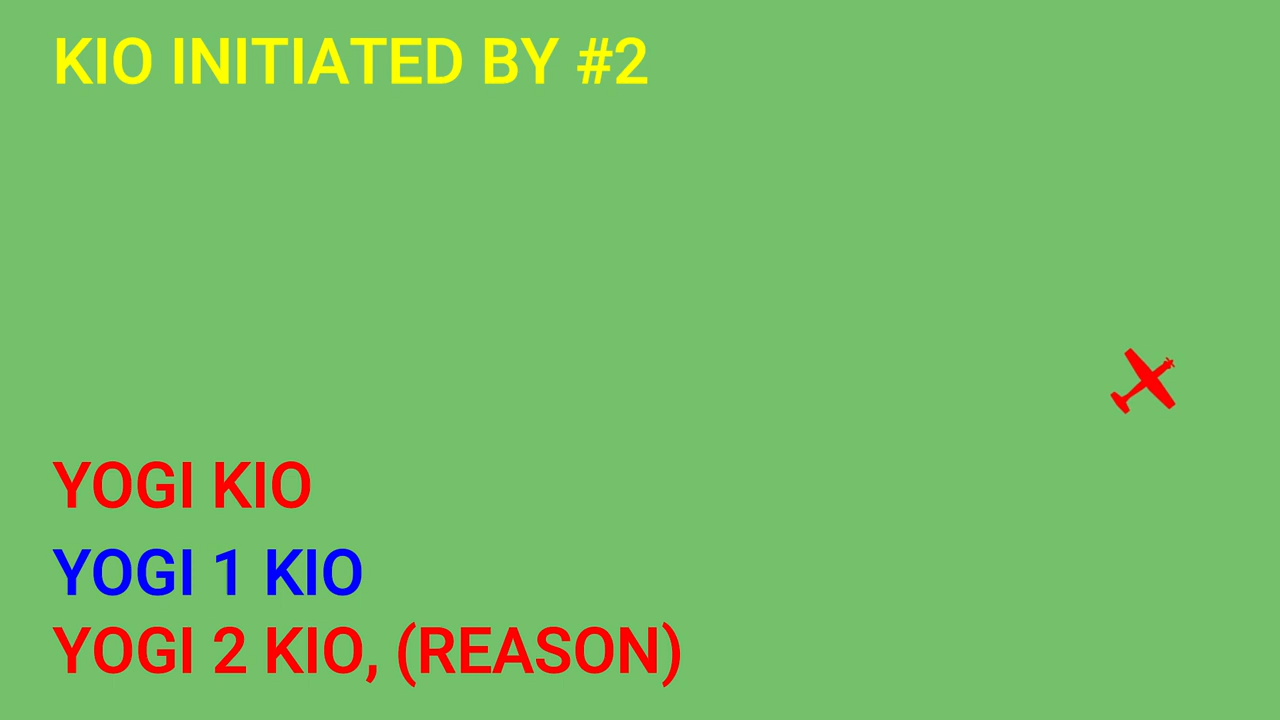 KIO INITIATED BY #2
YOGI KIO
YOGI 1 KIO
YOGI 2 KIO, (REASON)